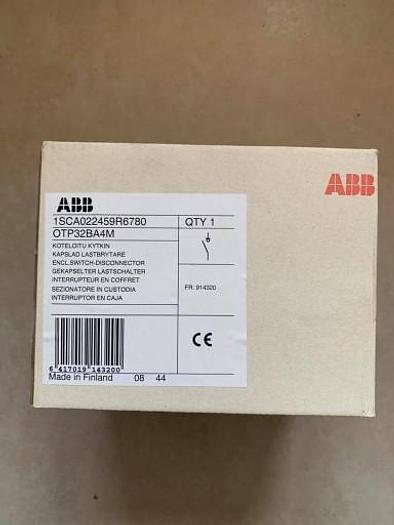 ABB
ABB
1SCA022459R6780
QTY 1
OTP32BA4M
KOTELOITU KYTKIN
KAPSLAD LASTBRYTARE
ENCL.SWITCH-DISCONNECTOR
GEKAPSELTER LASTSCHALTER
INTERRUPTEUR EN COFFRET
SEZIONATORE IN CUSTODIA
INTERRUPTOR EN CAJA
FR: 914320
CE
6 417019 143200
Made in Finland 08 44